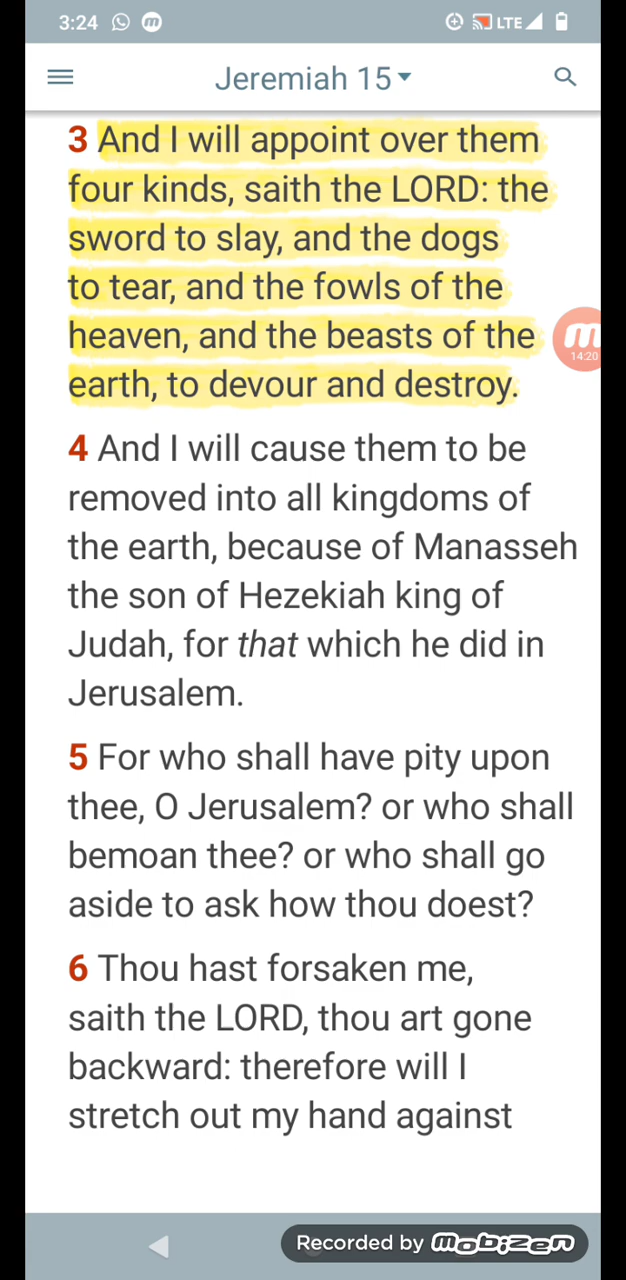 3:24 LTE
Jeremiah 15
3 And I will appoint over them
four kinds, saith the LORD: the
sword to slay, and the dogs
to tear, and the fowls of the
heaven, and the beasts of the
earth, to devour and destroy.
m
14:20
4 And I will cause them to be
removed into all kingdoms of
the earth, because of Manasseh
the son of Hezekiah king of
Judah, for that which he did in
Jerusalem.
5 For who shall have pity upon
thee, O Jerusalem? or who shall
bemoan thee? or who shall go
aside to ask how thou doest?
6 Thou hast forsaken me,
saith the LORD, thou art gone
backward: therefore will I
stretch out my hand against
Recorded by mobizen